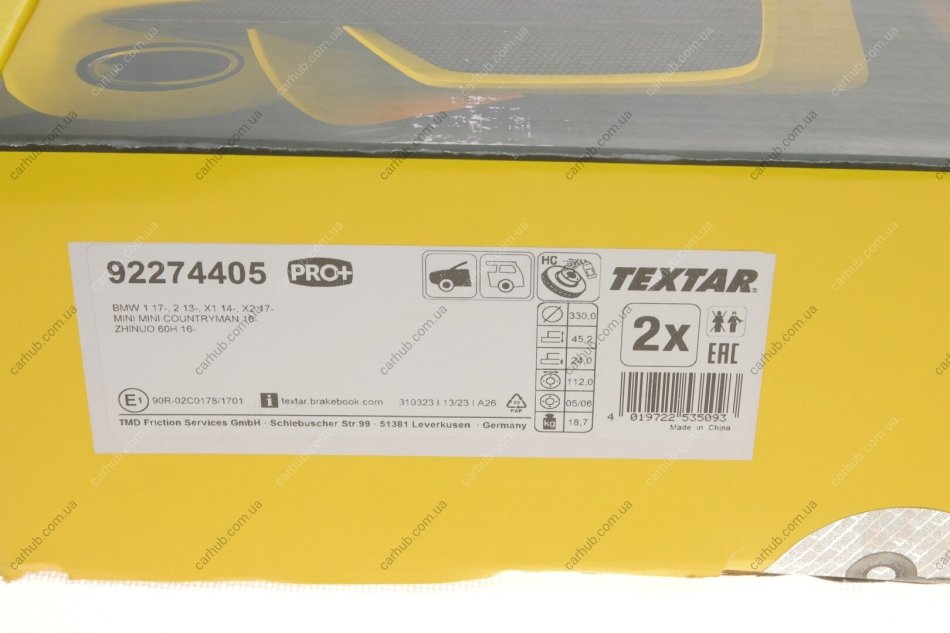 92274405 PRO+
BMW 1 17-, 2 13-, X1 14-, X2 17-
MINI MINI COUNTRYMAN 16-
ZHINUO 60H 16-
E1 90R-02C0178/1701
i textar.brakebook.com
310323 I 13/23 I A26
20
PAP
TMD Friction Services GmbH · Schlebuscher Str.99 · 51381 Leverkusen · Germany
HC
330,0
45,2
24,0
112,0
05/06
kg 18,7
TEXTAR®
2x
EAC
4 019722 535093
Made in China
carhub.com.ua